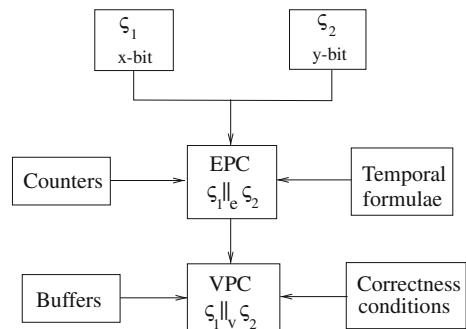 ς₁
x-bit
ς₂
y-bit
EPC
ς₁||ₑ ς₂
Counters
Temporal
formulae
VPC
ς₁||ᵥ ς₂
Buffers
Correctness
conditions